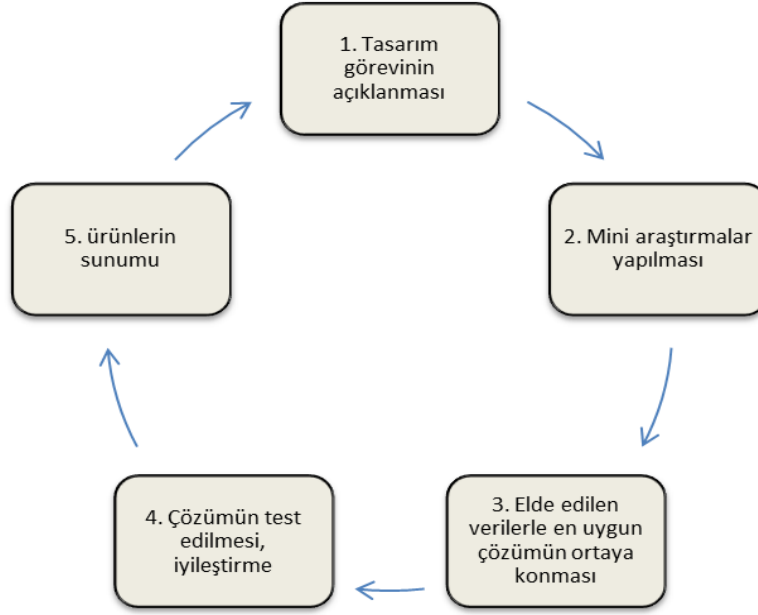 1. Tasarım
görevinin
açıklanması
2. Mini araştırmalar
yapılması
3. Elde edilen
verilerle en uygun
çözümün ortaya
konması
4. Çözümün test
edilmesi,
iyileştirme
5. ürünlerin
sunumu